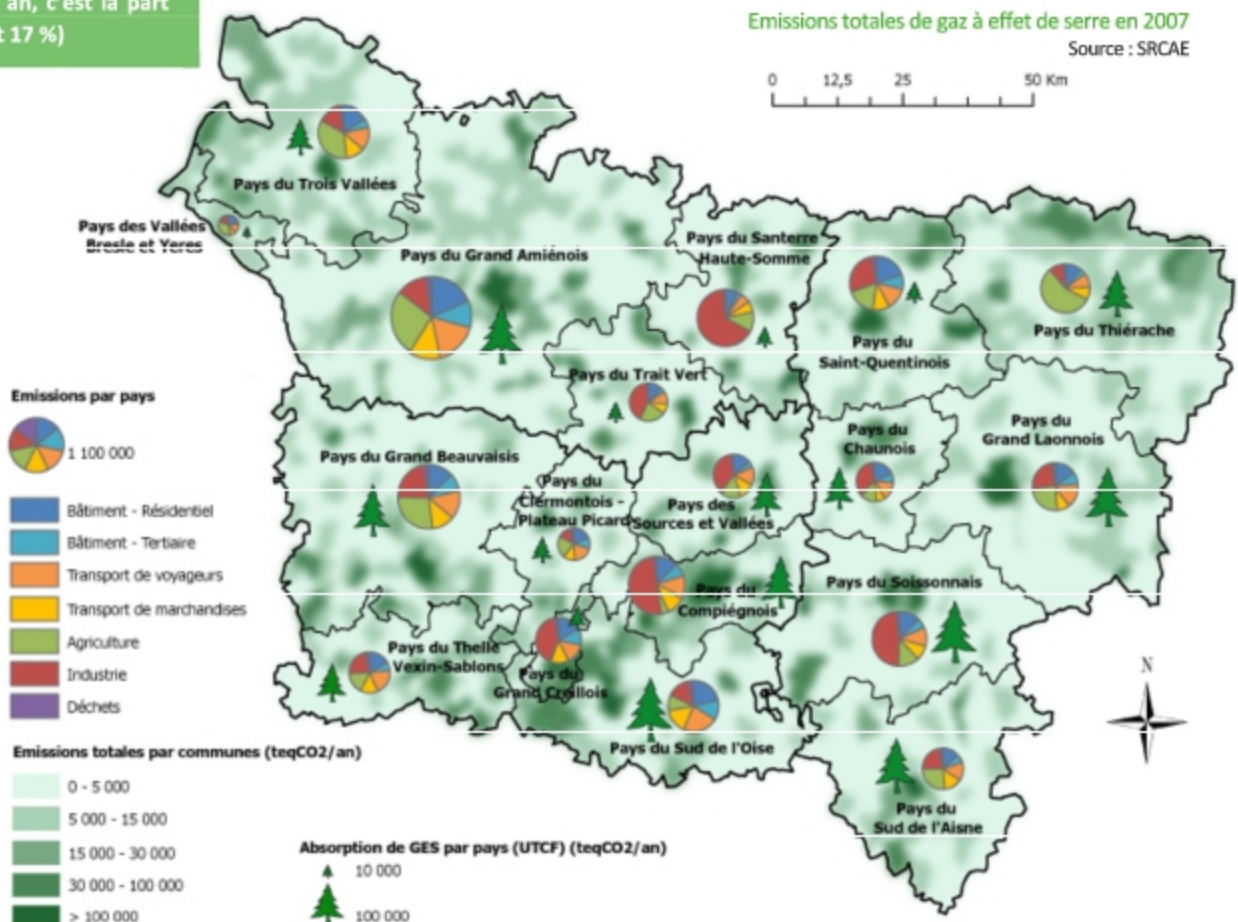 an, c'est la part
t 17 %)
Emissions totales de gaz à effet de serre en 2007
Source : SRCAE
0 12,5 25 50 Km
Pays du Trois Vallées
Pays des Vallées
Bresle et Yeres
Pays du Grand Amiénois
Pays du Santerre
Haute-Somme
Pays du
Saint-Quentinois
Pays du Thiérache
Pays du Trait Vert
Pays du
Chaunois
Pays du
Grand Laonnois
Pays du Grand Beauvaisis
Pays du
Clermontois -
Plateau Picard
Pays des
Sources et Vallées
Pays du
Compiégnois
Pays du Soissonnais
Pays du Thelle
Vexin-Sablons
Pays du
Grand Creillois
Pays du Sud de l'Oise
Pays du
Sud de l'Aisne
N
Emissions par pays
1 100 000
Bâtiment - Résidentiel
Bâtiment - Tertiaire
Transport de voyageurs
Transport de marchandises
Agriculture
Industrie
Déchets
Emissions totales par communes (teqCO2/an)
0 - 5 000
5 000 - 15 000
15 000 - 30 000
30 000 - 100 000
> 100 000
Absorption de GES par pays (UTCF) (teqCO2/an)
10 000
100 000